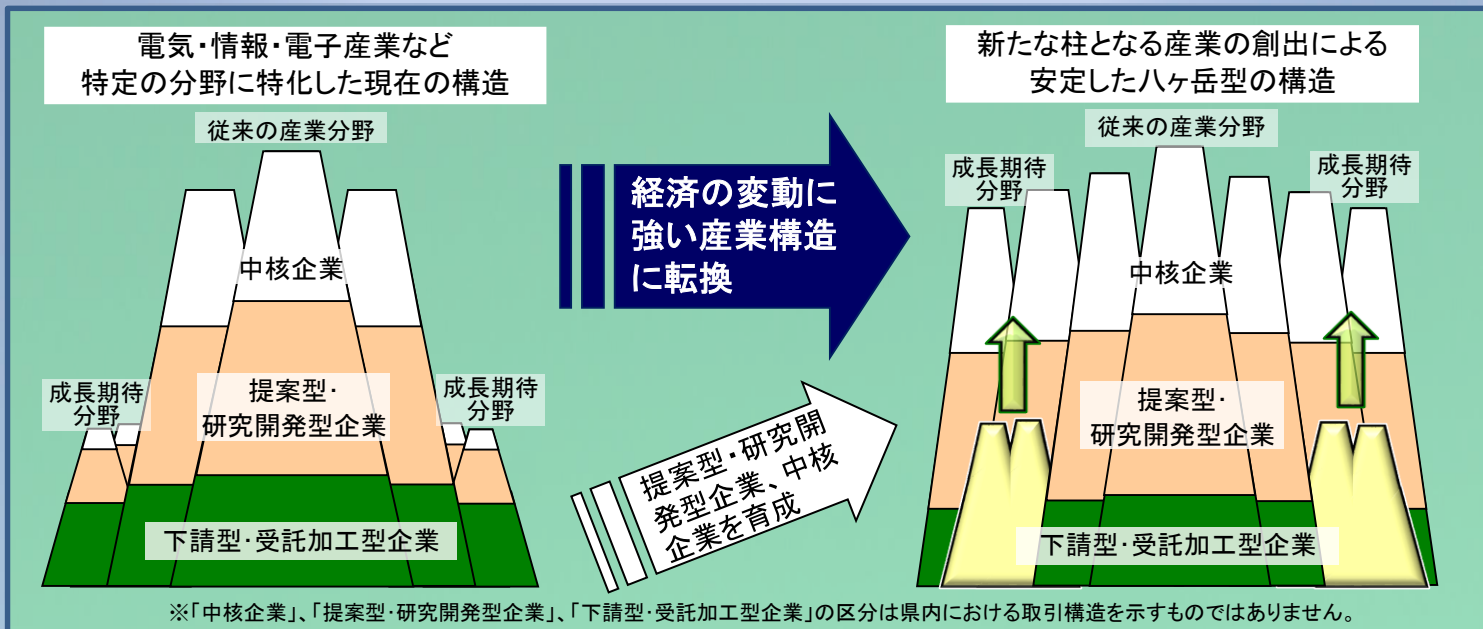 電気・情報・電子産業など
特定の分野に特化した現在の構造
従来の産業分野
中核企業
成長期待
分野
提案型・
研究開発型企業
成長期待
分野
下請型・受託加工型企業
経済の変動に
強い産業構造
に転換
提案型・研究開
発型企業、中核
企業を育成
新たな柱となる産業の創出による
安定した八ヶ岳型の構造
従来の産業分野
成長期待
分野
成長期待
分野
中核企業
提案型・
研究開発型企業
下請型・受託加工型企業
※「中核企業」、「提案型・研究開発型企業」、「下請型・受託加工型企業」の区分は県内における取引構造を示すものではありません。